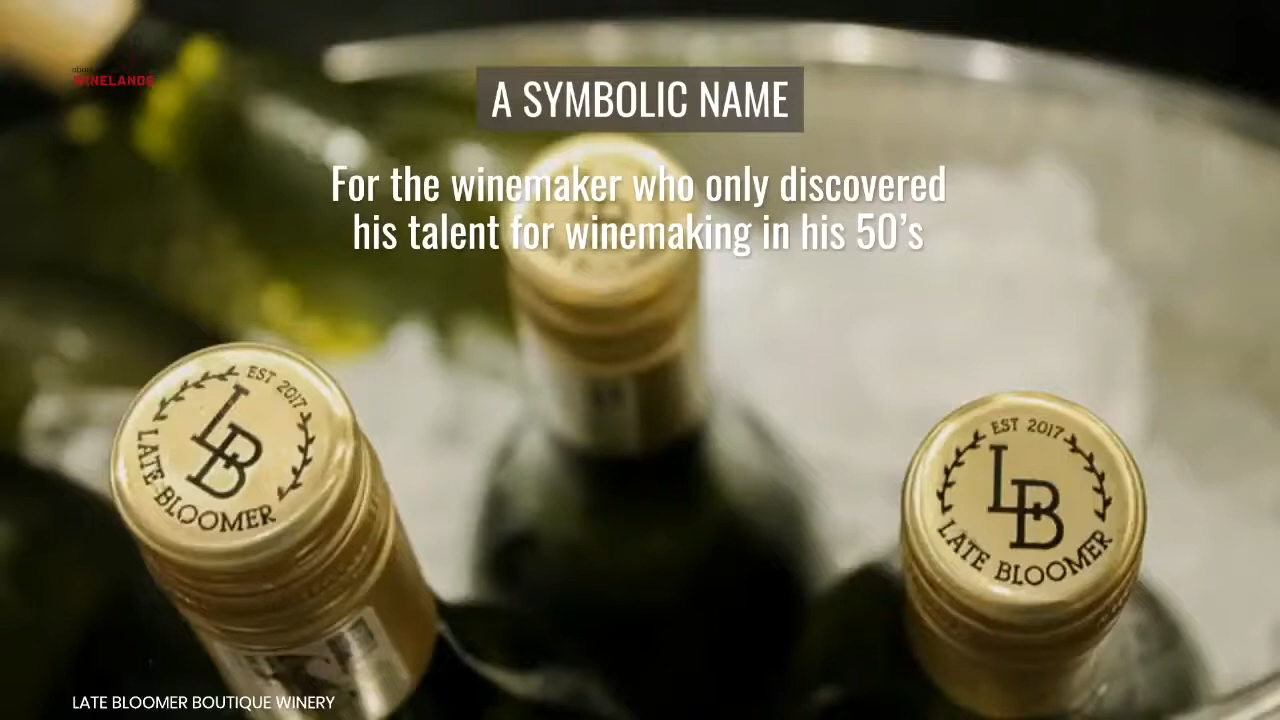 WINELANDS
A SYMBOLIC NAME
For the winemaker who only discovered
his talent for winemaking in his 50’s
EST 2017
LB
LATE BLOOMER
EST 2017
LB
LATE BLOOMER
LATE BLOOMER BOUTIQUE WINERY